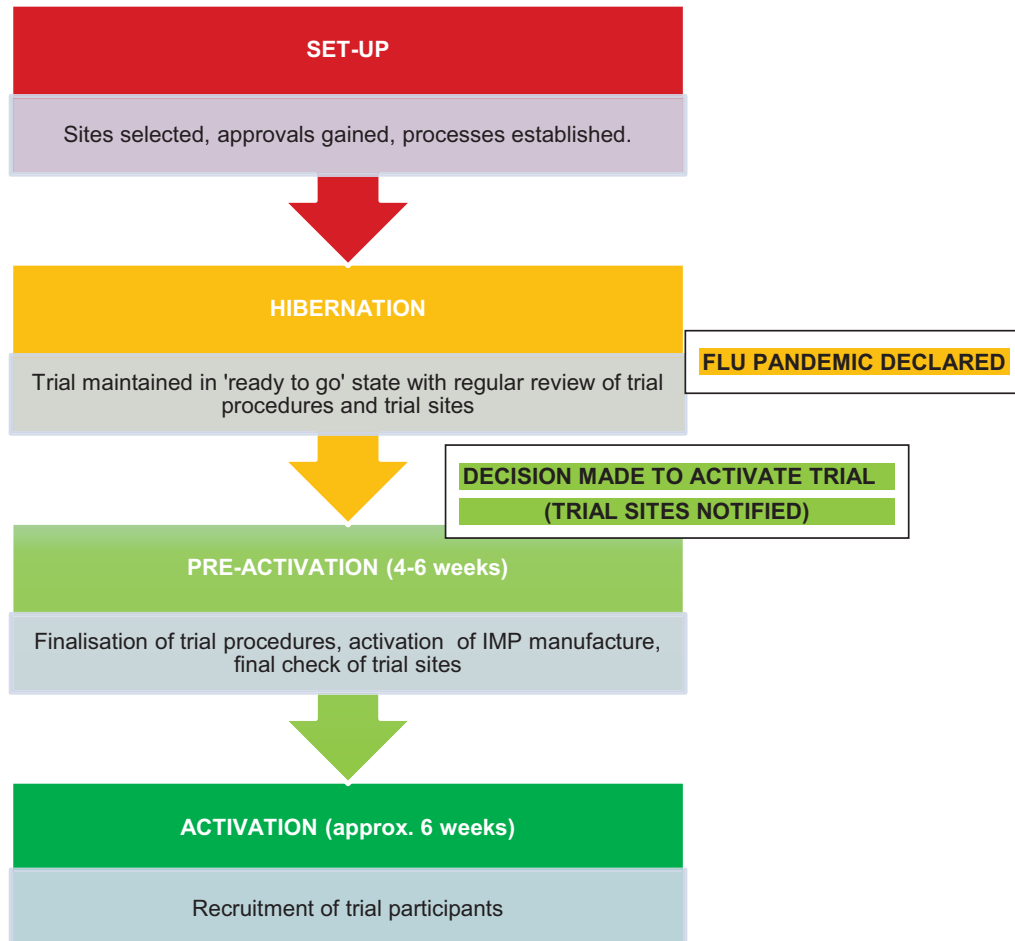 SET-UP
Sites selected, approvals gained, processes established.
HIBERNATION
FLU PANDEMIC DECLARED
Trial maintained in 'ready to go' state with regular review of trial
procedures and trial sites
DECISION MADE TO ACTIVATE TRIAL
(TRIAL SITES NOTIFIED)
PRE-ACTIVATION (4-6 weeks)
Finalisation of trial procedures, activation of IMP manufacture,
final check of trial sites
ACTIVATION (approx. 6 weeks)
Recruitment of trial participants